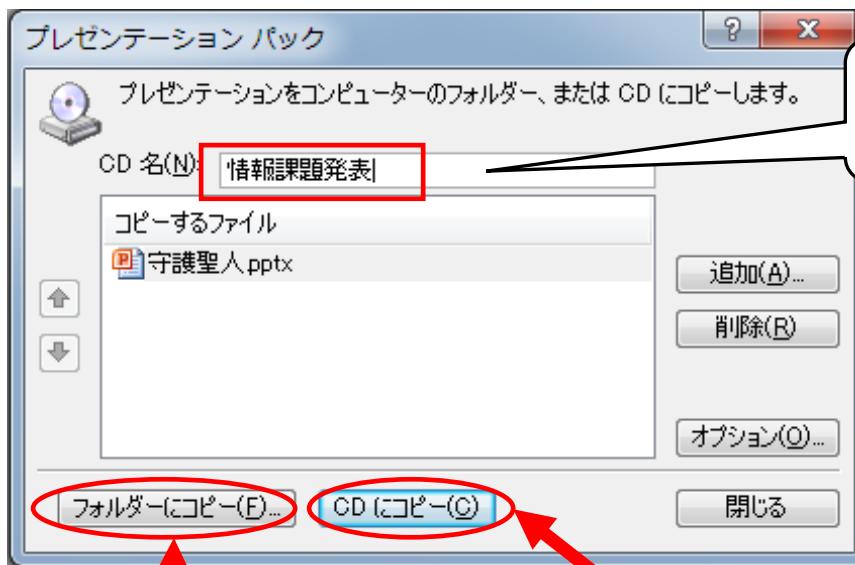 プレゼンテーション パック
プレゼンテーションをコンピューターのフォルダー、または CD にコピーします。
CD 名(N): 情報課題発表
コピーするファイル
守護聖人.pptx
追加(A)...
削除(R)
オプション(O)...
フォルダーにコピー(F)... CD にコピー(C) 閉じる